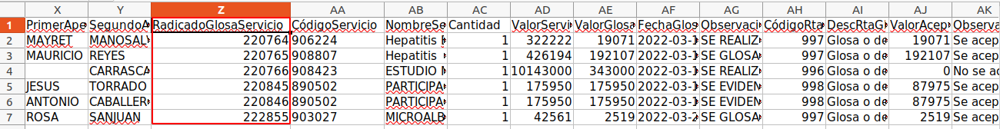 X Y Z AA AB AC AD AE AF AG AH AI AJ AK
1 PrimerApe SegundoA RadicadoGlosaServicio CódigoServicio NombreSe Cantidad ValorServi ValorGlosa FechaGlos Observaci CódigoRta DescRtaG ValorAcep Observa
2 MAYRET MANOSAL 220764 906224 Hepatitis 1 322222 19071 2022-03-1 SE REALIZ 997 Glosa o de 19071 Se acep
3 MAURICIO REYES 220765 908807 Hepatitis 1 426194 192107 2022-03-1 SE GLOSA 997 Glosa o de 192107 Se acep
4 CARRASCA 220766 908423 ESTUDIO 1 10143000 343000 2022-03-1 SE REALIZ 996 Glosa o de 0 No se ac
5 JESUS TORRADO 220845 890502 PARTICIPA 1 175950 175950 2022-03-1 SE EVIDEN 998 Glosa o de 87975 Se acep
6 ANTONIO CABALLER 220846 890502 PARTICIPA 1 175950 175950 2022-03-1 SE EVIDEN 998 Glosa o de 87975 Se acep
7 ROSA SANJUAN 222855 903027 MICROALB 1 42561 2519 2022-03-2 SE GLOSA 997 Glosa o de 2519 Se acep